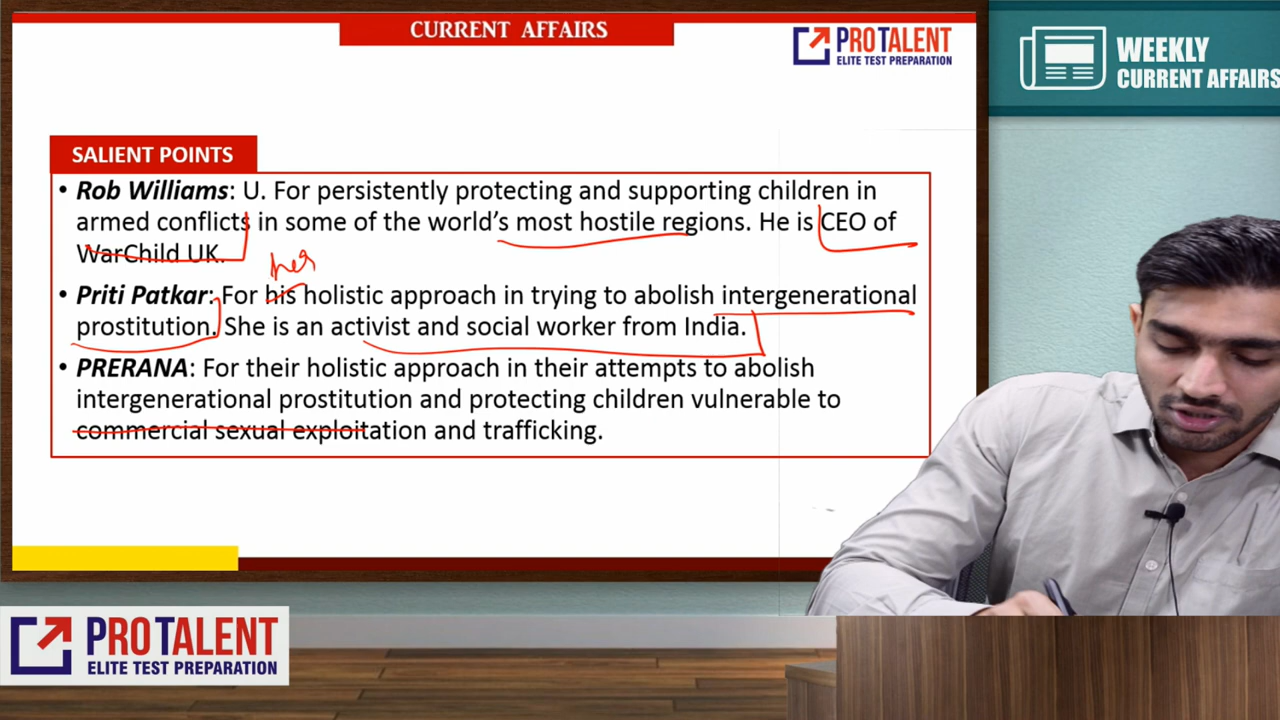 CURRENT AFFAIRS
PROTALENT
ELITE TEST PREPARATION
WEEKLY
CURRENT AFFAIRS
SALIENT POINTS
• Rob Williams: U. For persistently protecting and supporting children in
armed conflicts in some of the world's most hostile regions. He is CEO of
WarChild UK.
her
• Priti Patkar: For his holistic approach in trying to abolish intergenerational
prostitution. She is an activist and social worker from India.
• PRERANA: For their holistic approach in their attempts to abolish
intergenerational prostitution and protecting children vulnerable to
commercial sexual exploitation and trafficking.
PROTALENT
ELITE TEST PREPARATION